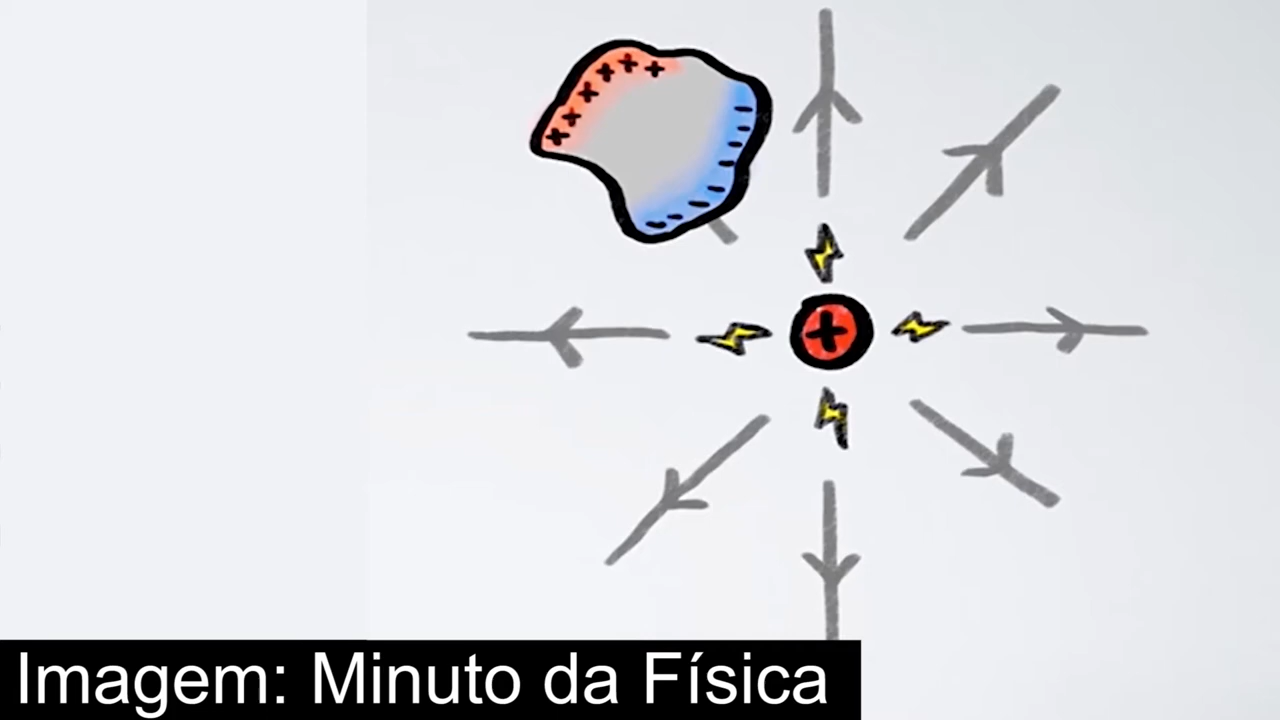 + + + + + +
- - - - - - - -
+
Imagem: Minuto da Física